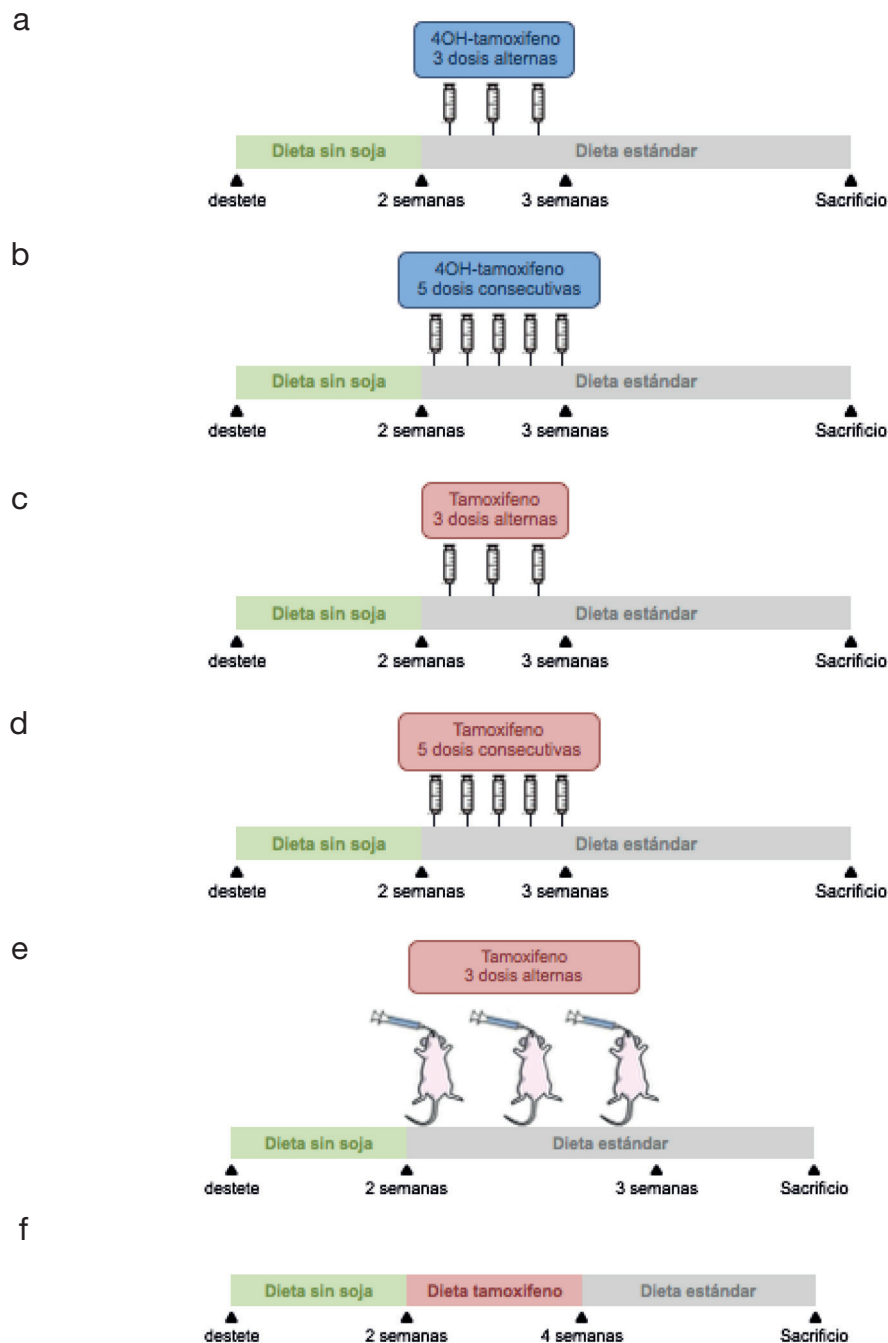 a
4OH-tamoxifeno
3 dosis alternas
Dieta sin soja Dieta estándar
destete 2 semanas 3 semanas Sacrificio
b
4OH-tamoxifeno
5 dosis consecutivas
Dieta sin soja Dieta estándar
destete 2 semanas 3 semanas Sacrificio
c
Tamoxifeno
3 dosis alternas
Dieta sin soja Dieta estándar
destete 2 semanas 3 semanas Sacrificio
d
Tamoxifeno
5 dosis consecutivas
Dieta sin soja Dieta estándar
destete 2 semanas 3 semanas Sacrificio
e
Tamoxifeno
3 dosis alternas
Dieta sin soja Dieta estándar
destete 2 semanas 3 semanas Sacrificio
f
Dieta sin soja Dieta tamoxifeno Dieta estándar
destete 2 semanas 4 semanas Sacrificio